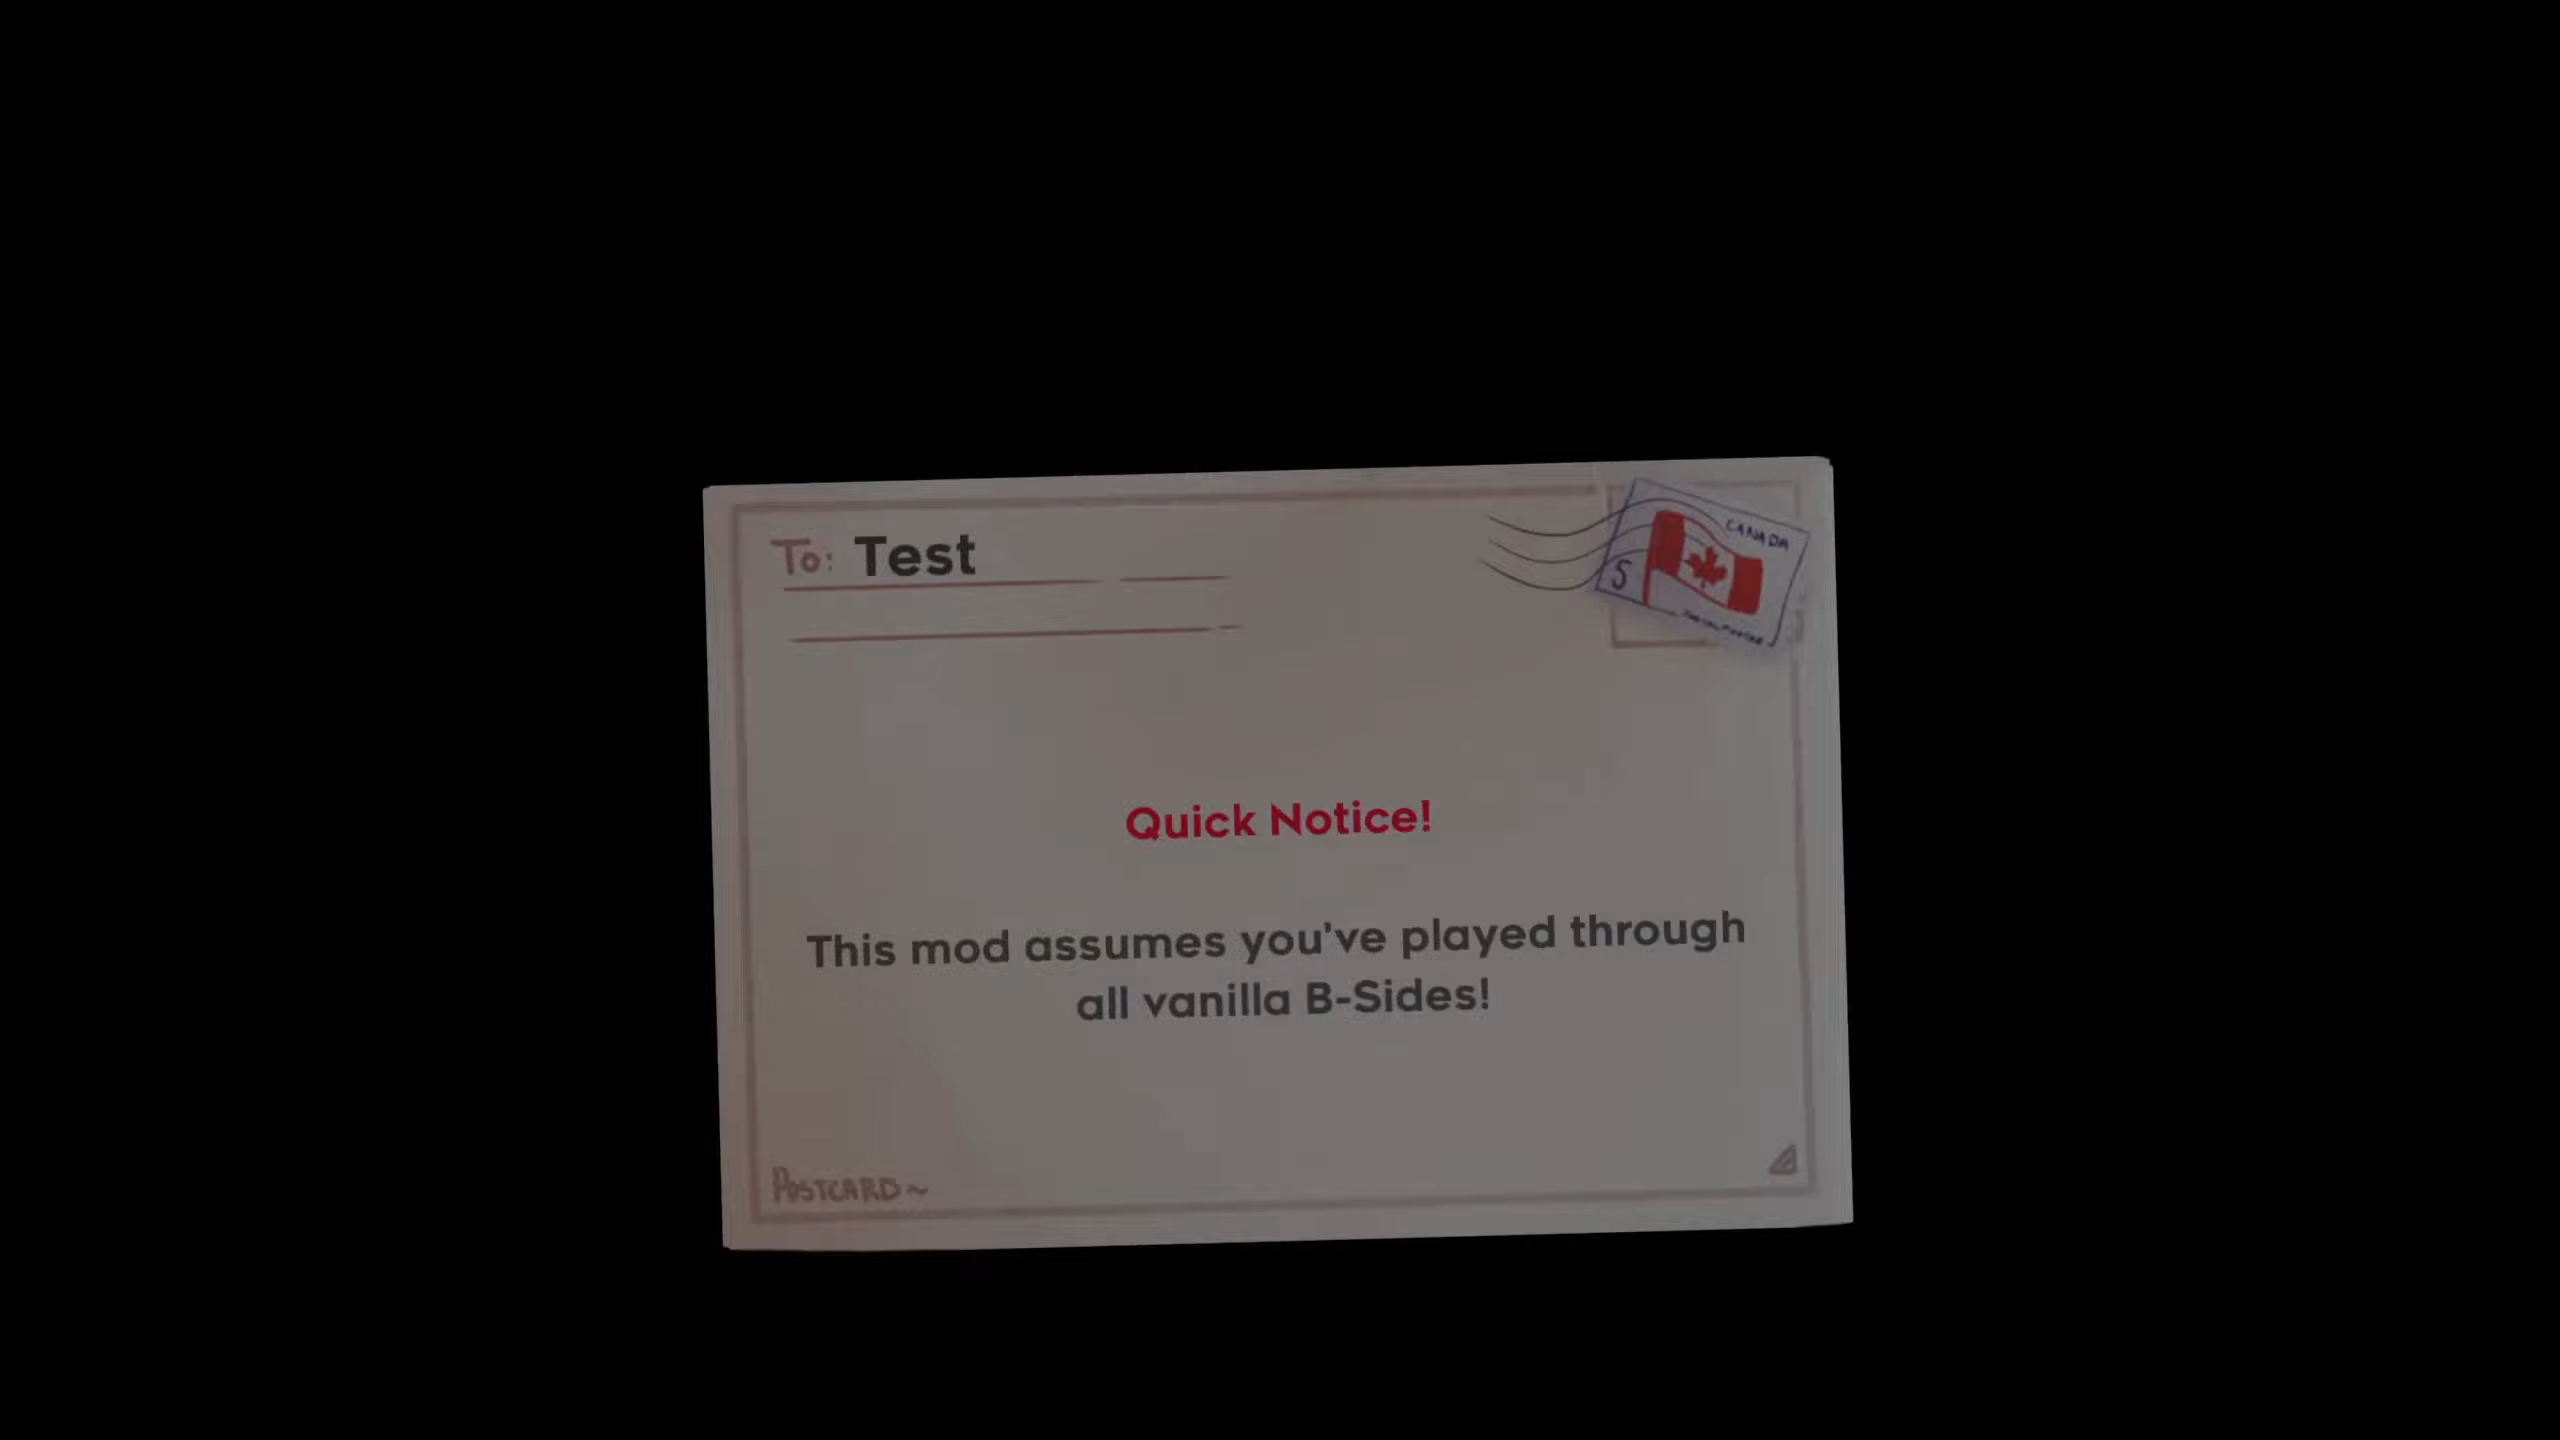 To: Test
CANADA
5
Quick Notice!
This mod assumes you've played through
all vanilla B-Sides!
POSTCARD~